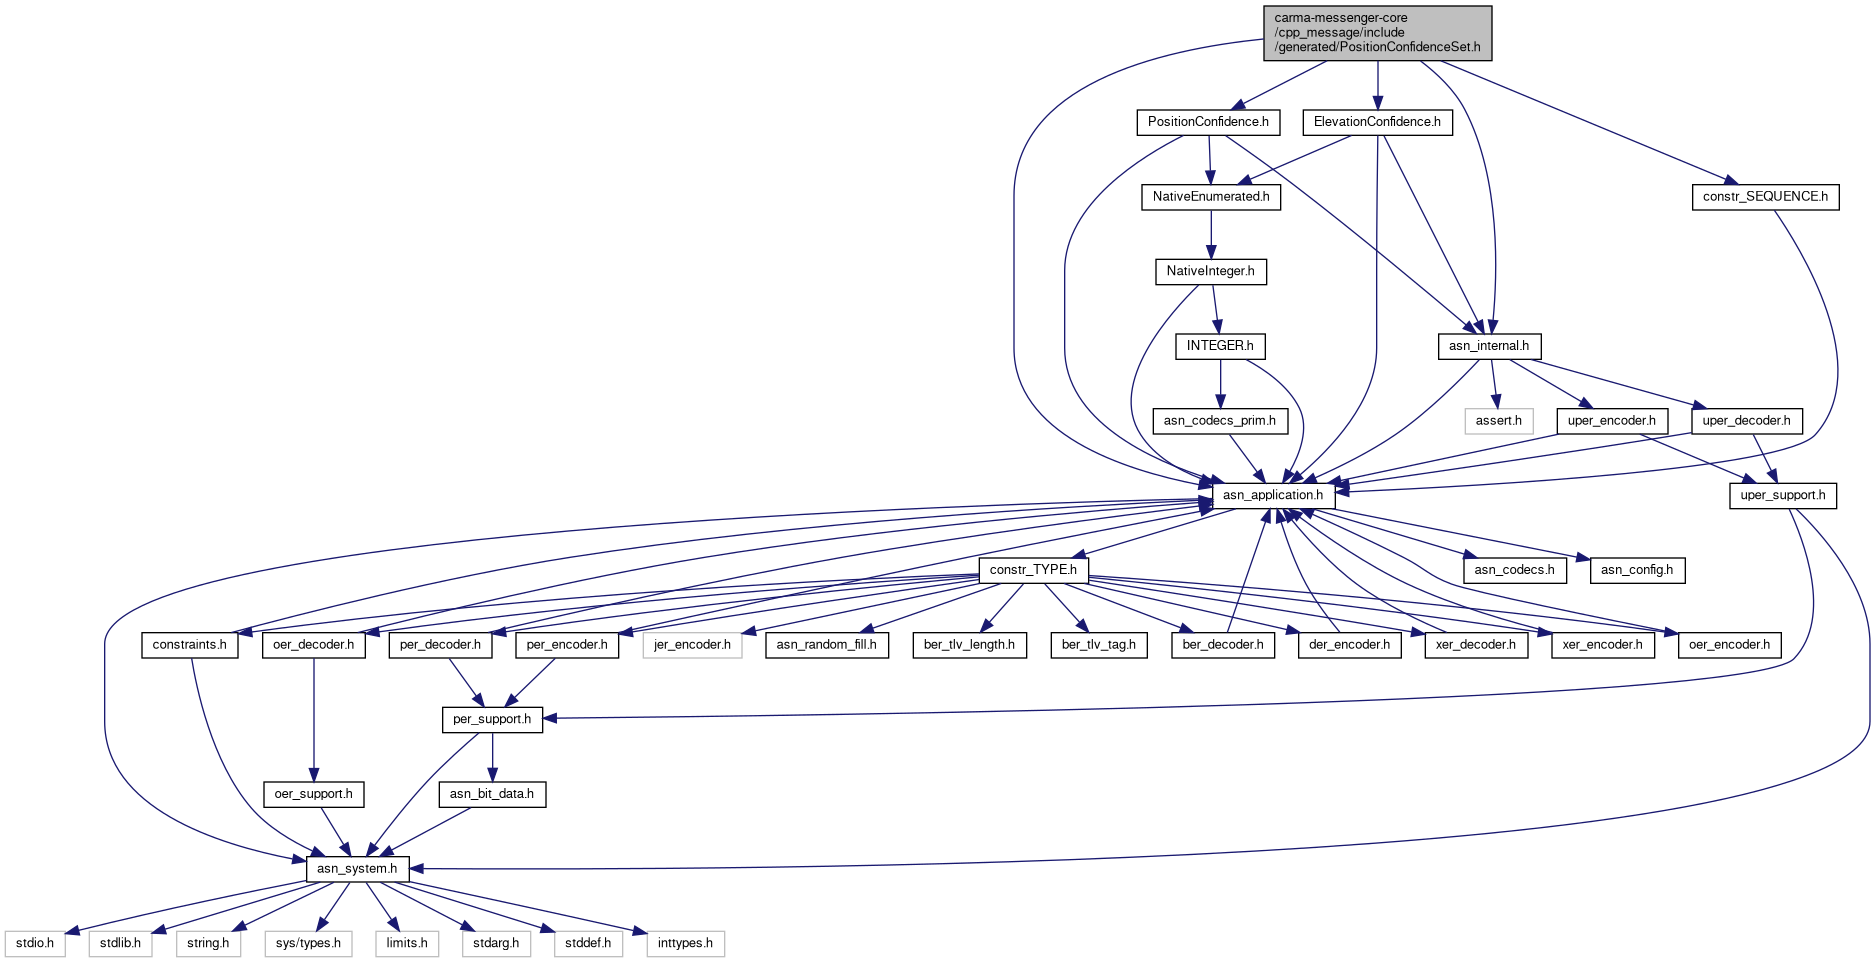 carma-messenger-core
/cpp_message/include
/generated/PositionConfidenceSet.h
PositionConfidence.h
ElevationConfidence.h
NativeEnumerated.h
constr_SEQUENCE.h
NativeInteger.h
INTEGER.h
asn_internal.h
asn_codecs_prim.h
assert.h
uper_encoder.h
uper_decoder.h
asn_application.h
uper_support.h
constr_TYPE.h
asn_codecs.h
asn_config.h
constraints.h
oer_decoder.h
per_decoder.h
per_encoder.h
jer_encoder.h
asn_random_fill.h
ber_tlv_length.h
ber_tlv_tag.h
ber_decoder.h
der_encoder.h
xer_decoder.h
xer_encoder.h
oer_encoder.h
per_support.h
oer_support.h
asn_bit_data.h
asn_system.h
stdio.h
stdlib.h
string.h
sys/types.h
limits.h
stdarg.h
stddef.h
inttypes.h